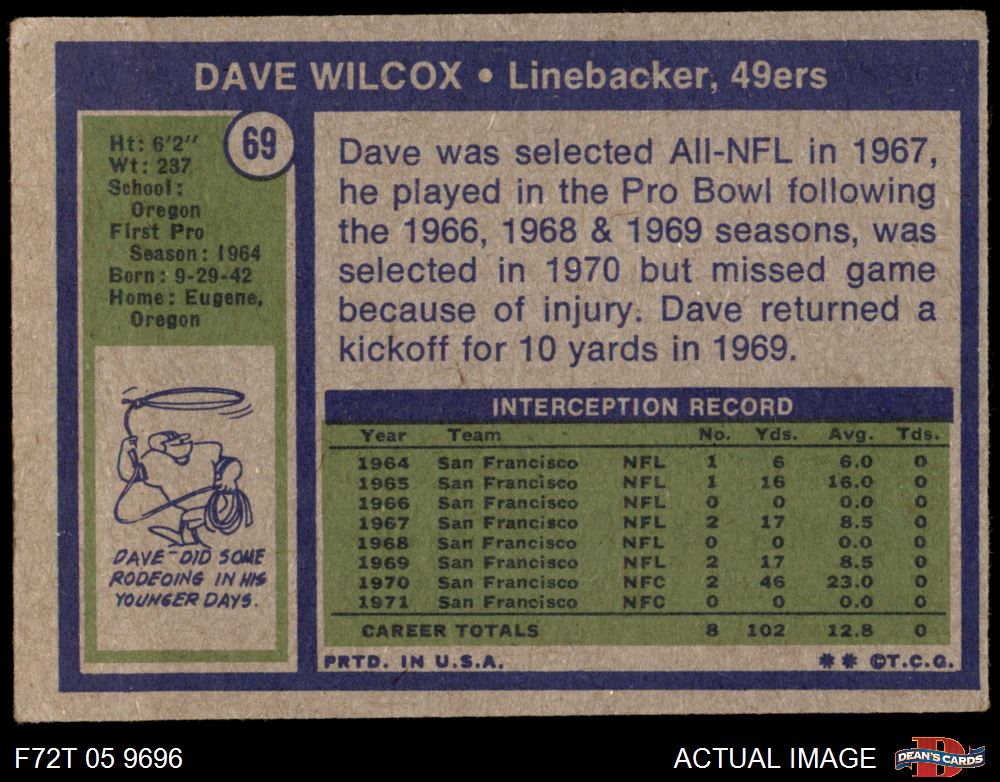 DAVE WILCOX • Linebacker, 49ers
69
Ht: 6'2"
Wt: 237
School:
Oregon
First Pro
Season: 1964
Born: 9-29-42
Home: Eugene,
Oregon
DAVE DID SOME
RODEOING IN HIS
YOUNGER DAYS.
Dave was selected All-NFL in 1967,
he played in the Pro Bowl following
the 1966, 1968 & 1969 seasons, was
selected in 1970 but missed game
because of injury. Dave returned a
kickoff for 10 yards in 1969.
INTERCEPTION RECORD
Year Team No. Yds. Avg. Tds.
1964 San Francisco NFL 1 6 6.0 0
1965 San Francisco NFL 1 16 16.0 0
1966 San Francisco NFL 0 0 0.0 0
1967 San Francisco NFL 2 17 8.5 0
1968 San Francisco NFL 0 0 0.0 0
1969 San Francisco NFL 2 17 8.5 0
1970 San Francisco NFC 2 46 23.0 0
1971 San Francisco NFC 0 0 0.0 0
CAREER TOTALS 8 102 12.8 0
PRTD. IN U.S.A. ** ©T.C.G.
F72T 05 9696 ACTUAL IMAGE D DEAN'S CARDS